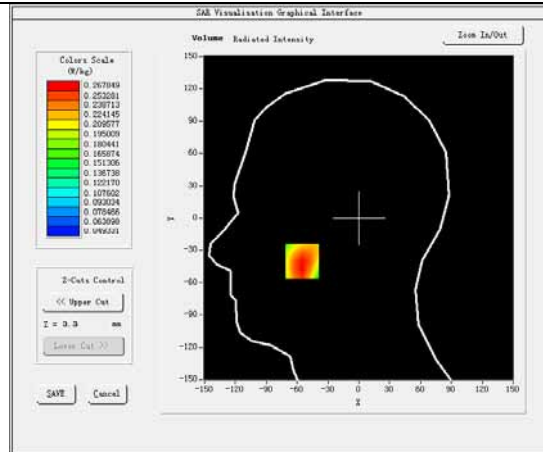 SAR Visualisation Graphical Interface
Volume Radiated Intensity
Zoom In/Out
Colors Scale
(W/kg)
0.267849
0.253281
0.238713
0.224145
0.209577
0.195009
0.180441
0.165874
0.151306
0.136738
0.122170
0.107602
0.093034
0.078466
0.063898
0.049331
Z-Cuts Control
<< Upper Cut
Z = 3.3 mm
Lower Cut >>
SAVE Cancel
150
120
90
60
30
0
-30
-60
-90
-120
-150
Y
-150 -120 -90 -60 -30 0 30 60 90 120 150
X